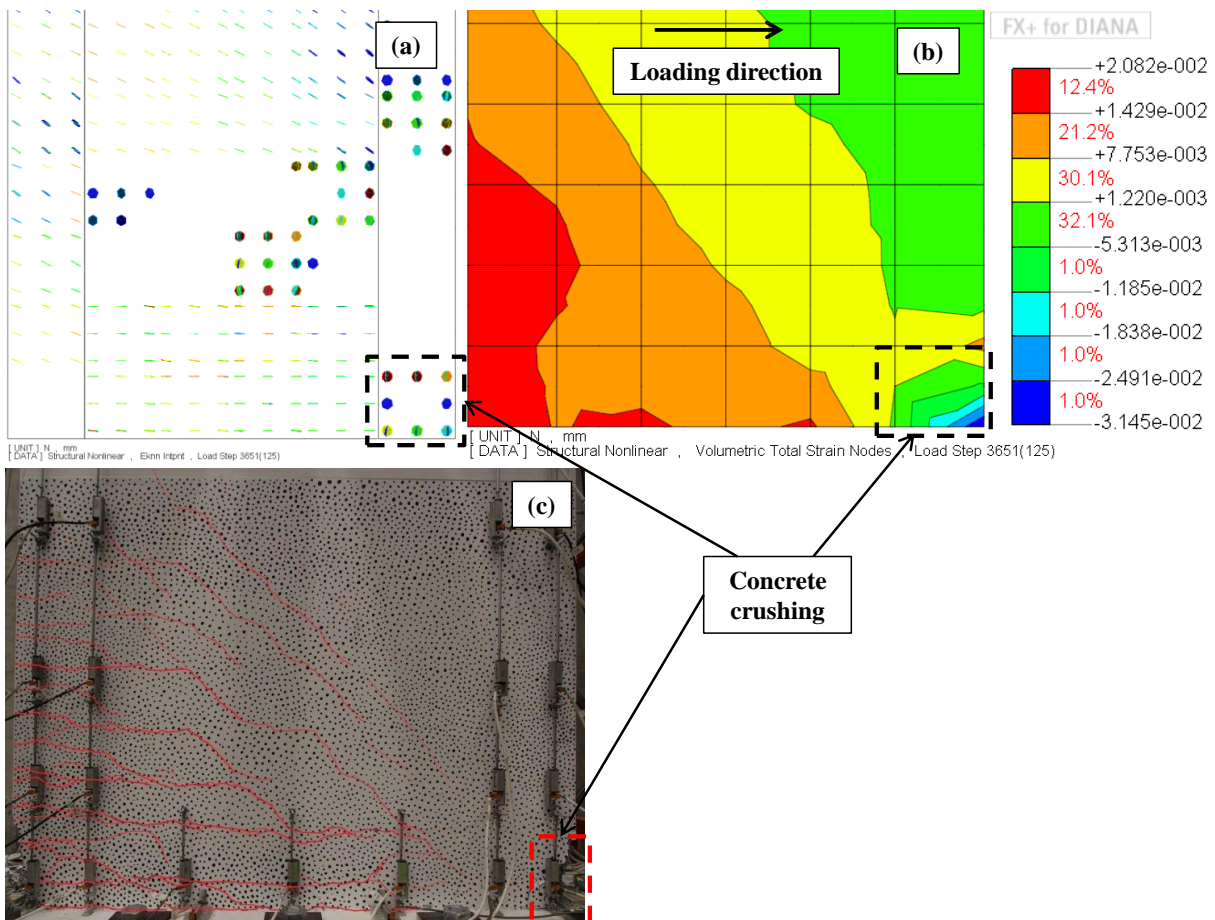 (a)
(b)
Loading direction
FX+ for DIANA
+2.082e-002
12.4%
+1.429e-002
21.2%
+7.753e-003
30.1%
+1.220e-003
32.1%
-5.313e-003
1.0%
-1.185e-002
1.0%
-1.838e-002
1.0%
-2.491e-002
1.0%
-3.145e-002
[ UNIT ] N , mm
[ DATA ] Structural Nonlinear , Eknn Intpnt , Load Step 3651(125)
[ UNIT ] N , mm
[ DATA ] Structural Nonlinear , Volumetric Total Strain Nodes , Load Step 3651(125)
(c)
Concrete
crushing